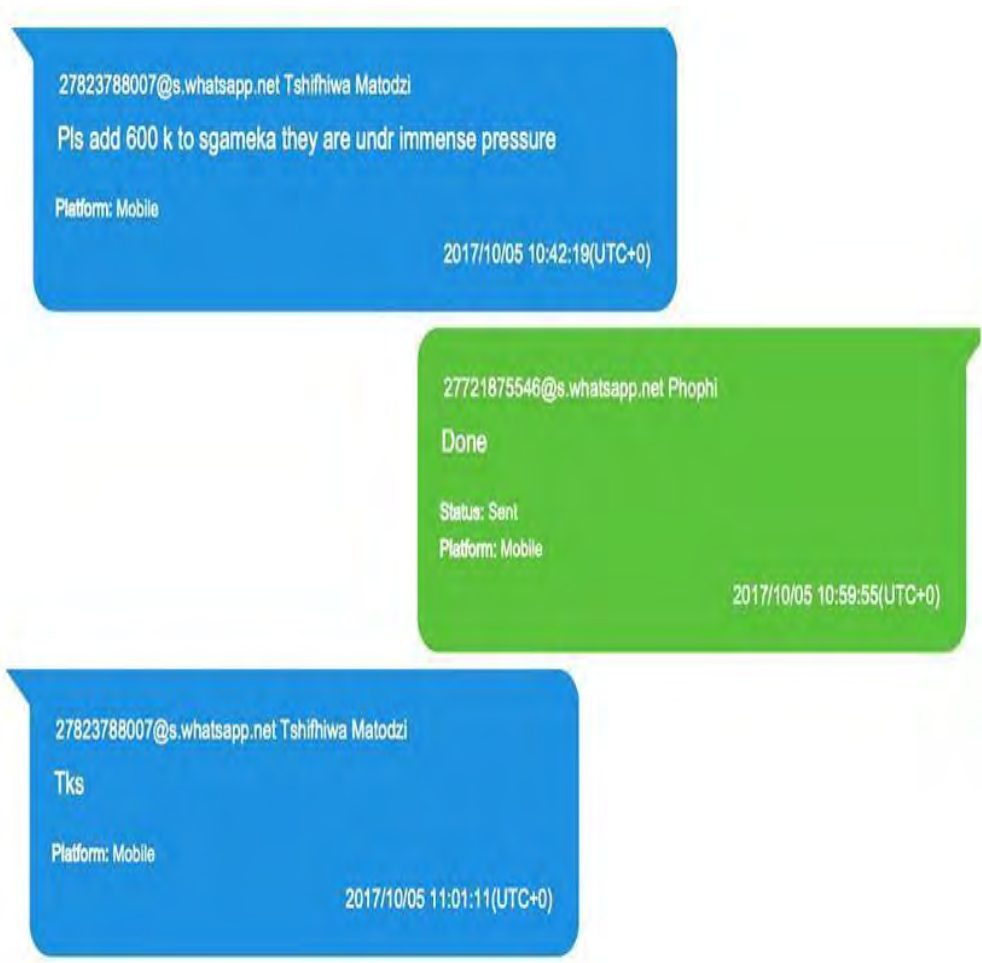 27823788007@s.whatsapp.net Tshifhiwa Matodzi
Pls add 600 k to sgameka they are undr immense pressure
Platform: Mobile
2017/10/05 10:42:19(UTC+0)
27721875546@s.whatsapp.net Phophi
Done
Status: Sent
Platform: Mobile
2017/10/05 10:59:55(UTC+0)
27823788007@s.whatsapp.net Tshifhiwa Matodzi
Tks
Platform: Mobile
2017/10/05 11:01:11(UTC+0)